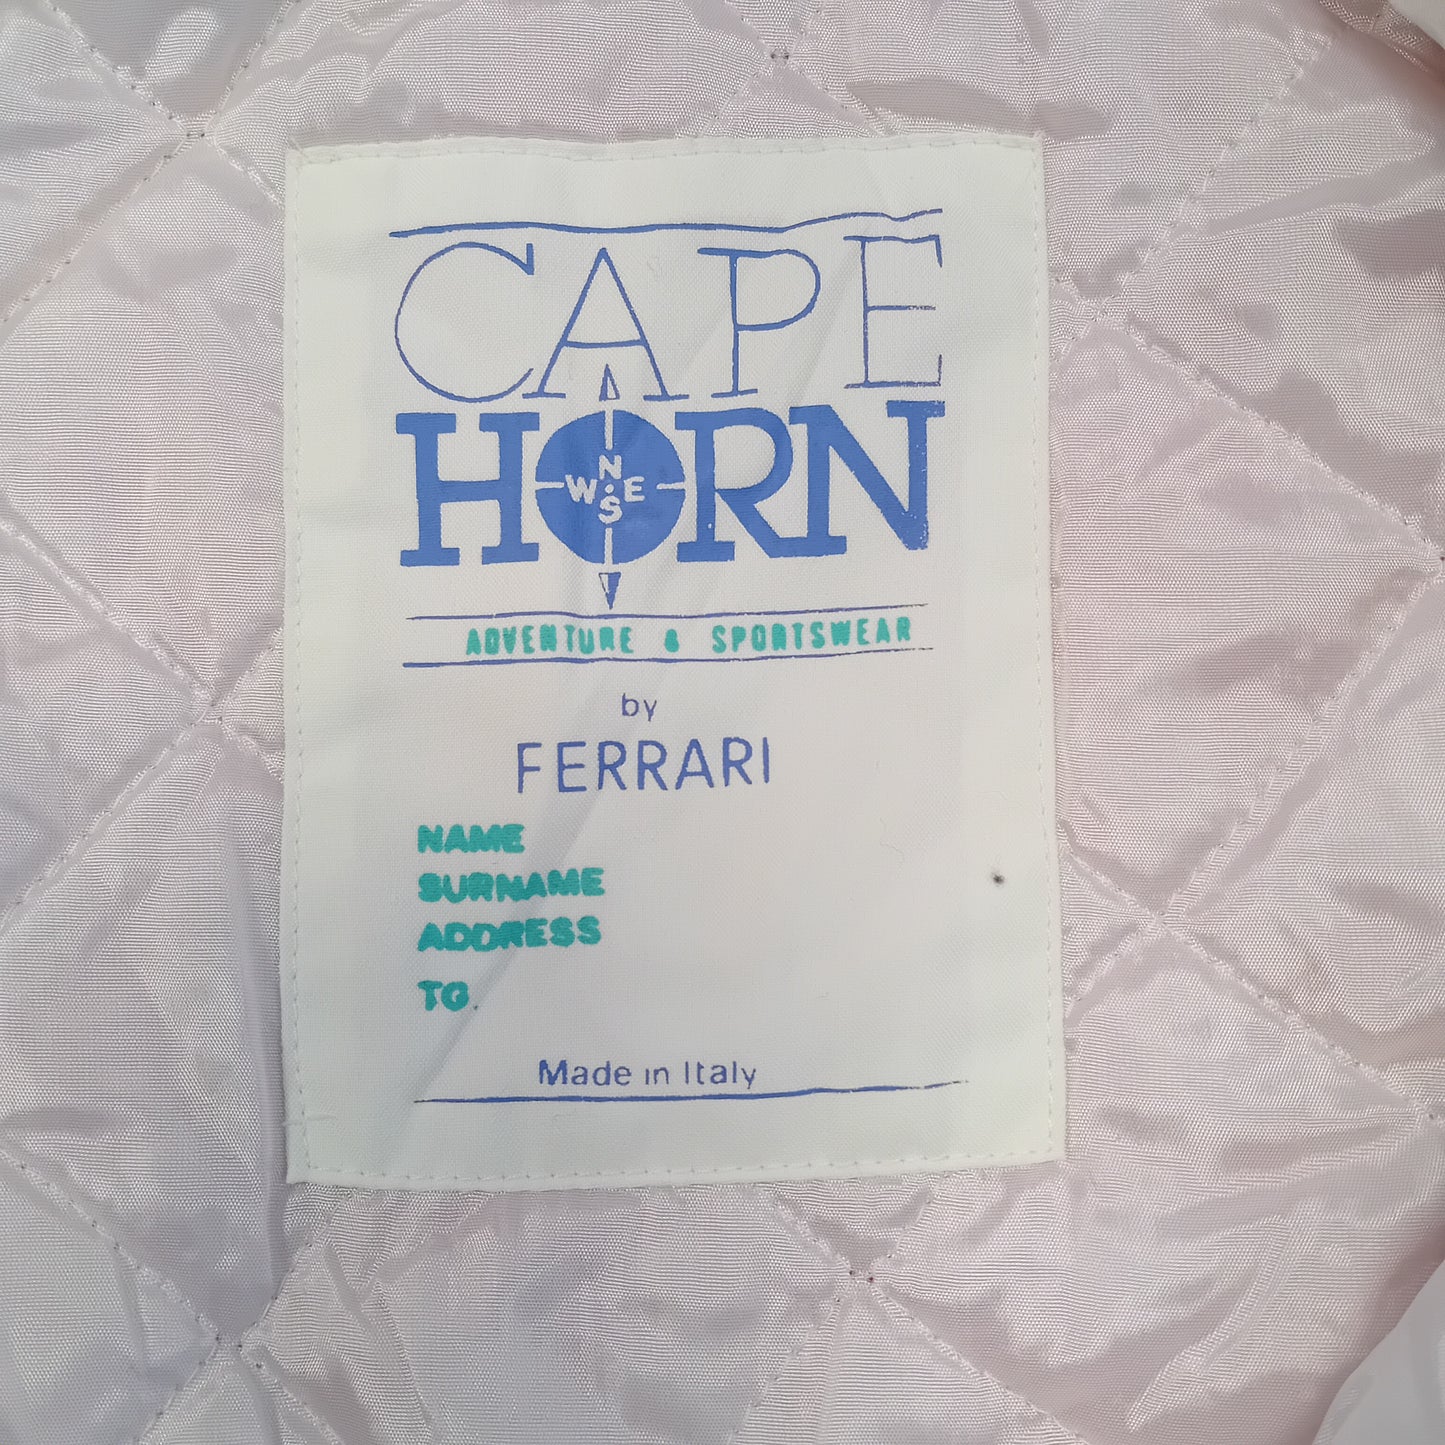 CAPE
HORN
N
W E
S
ADVENTURE & SPORTSWEAR
by
FERRARI
NAME
SURNAME
ADDRESS
TG.
Made in Italy